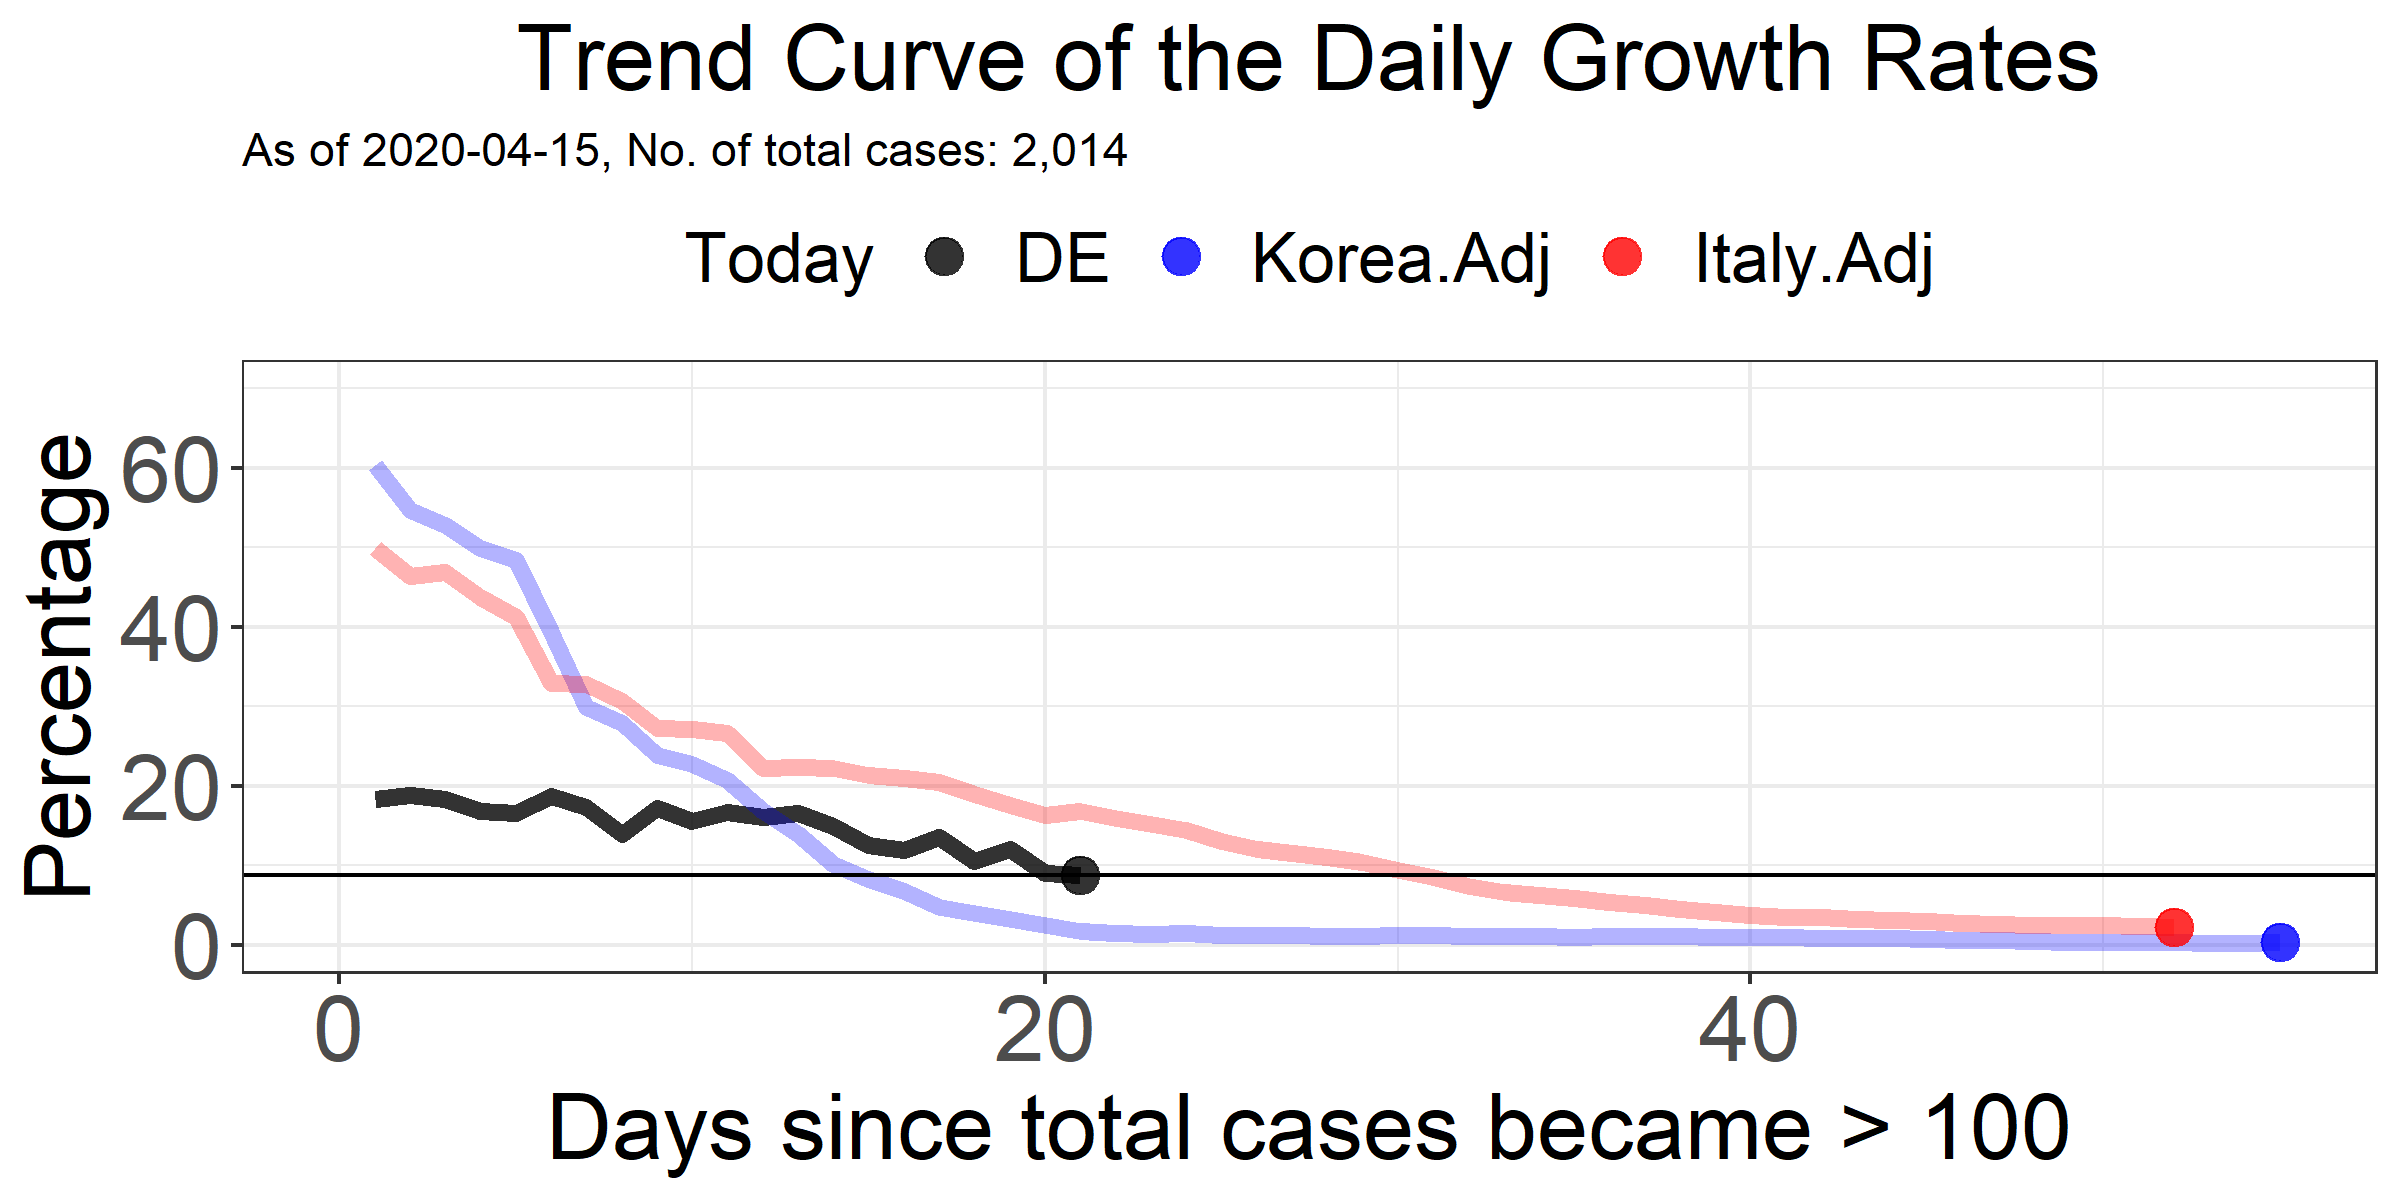 Trend Curve of the Daily Growth Rates
As of 2020-04-15, No. of total cases: 2,014
Today DE Korea.Adj Italy.Adj
Percentage
60
40
20
0
0 20 40
Days since total cases became > 100